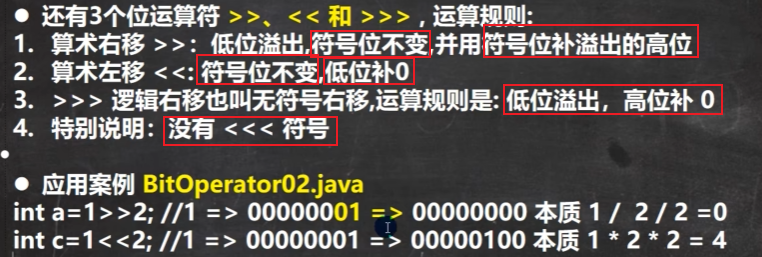 ● 还有3个位运算符 >>、<< 和 >>> , 运算规则:
1. 算术右移 >>: 低位溢出,符号位不变,并用符号位补溢出的高位
2. 算术左移 <<: 符号位不变,低位补0
3. >>> 逻辑右移也叫无符号右移,运算规则是: 低位溢出，高位补 0
4. 特别说明：没有 <<< 符号
●
● 应用案例 BitOperator02.java
int a=1>>2; //1 => 00000001 => 00000000 本质 1 / 2 / 2 =0
int c=1<<2; //1 => 00000001 => 00000100 本质 1 * 2 * 2 = 4